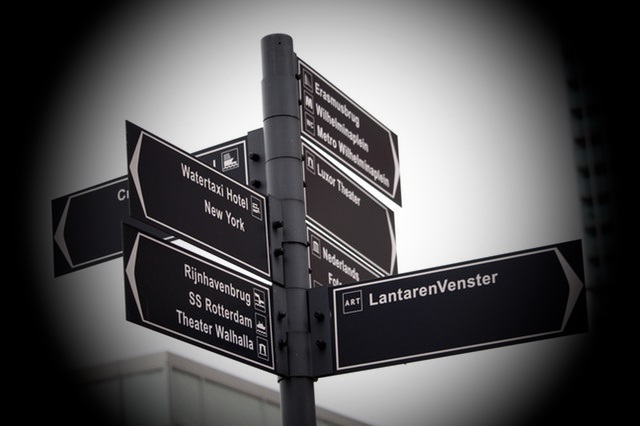 Erasmusbrug
M Wilhelminaplein
Metro Wilhelminaplein
Luxor Theater
Nederlands
Watertaxi Hotel
New York
Rijnhavenbrug
SS Rotterdam
Theater Walhalla
ART LantarenVenster